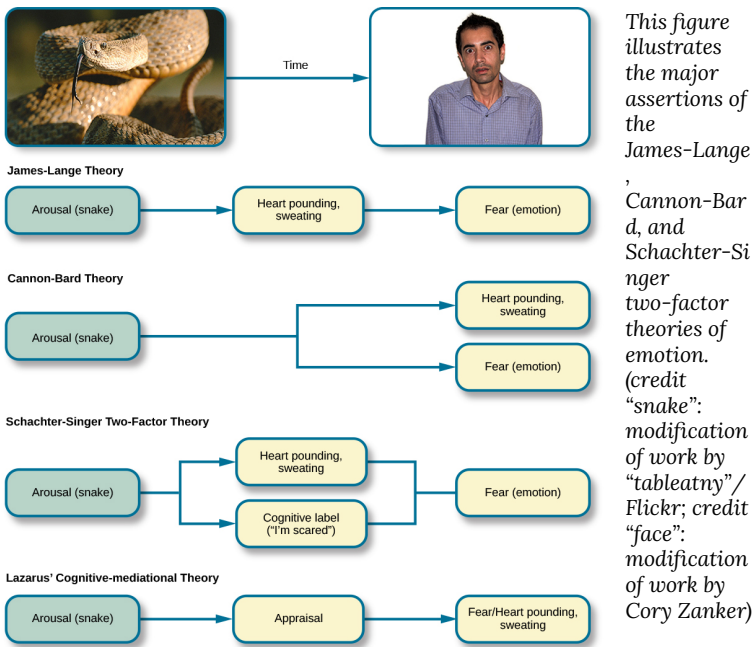 Time
James-Lange Theory
Arousal (snake)
Heart pounding,
sweating
Fear (emotion)
Cannon-Bard Theory
Arousal (snake)
Heart pounding,
sweating
Fear (emotion)
Schachter-Singer Two-Factor Theory
Arousal (snake)
Heart pounding,
sweating
Cognitive label
(“I’m scared”)
Fear (emotion)
Lazarus’ Cognitive-mediational Theory
Arousal (snake)
Appraisal
Fear/Heart pounding,
sweating
This figure
illustrates
the major
assertions of
the
James-Lange
,
Cannon-Bar
d, and
Schachter-Si
nger
two-factor
theories of
emotion.
(credit
“snake”:
modification
of work by
“tableatny”/
Flickr; credit
“face”:
modification
of work by
Cory Zanker)